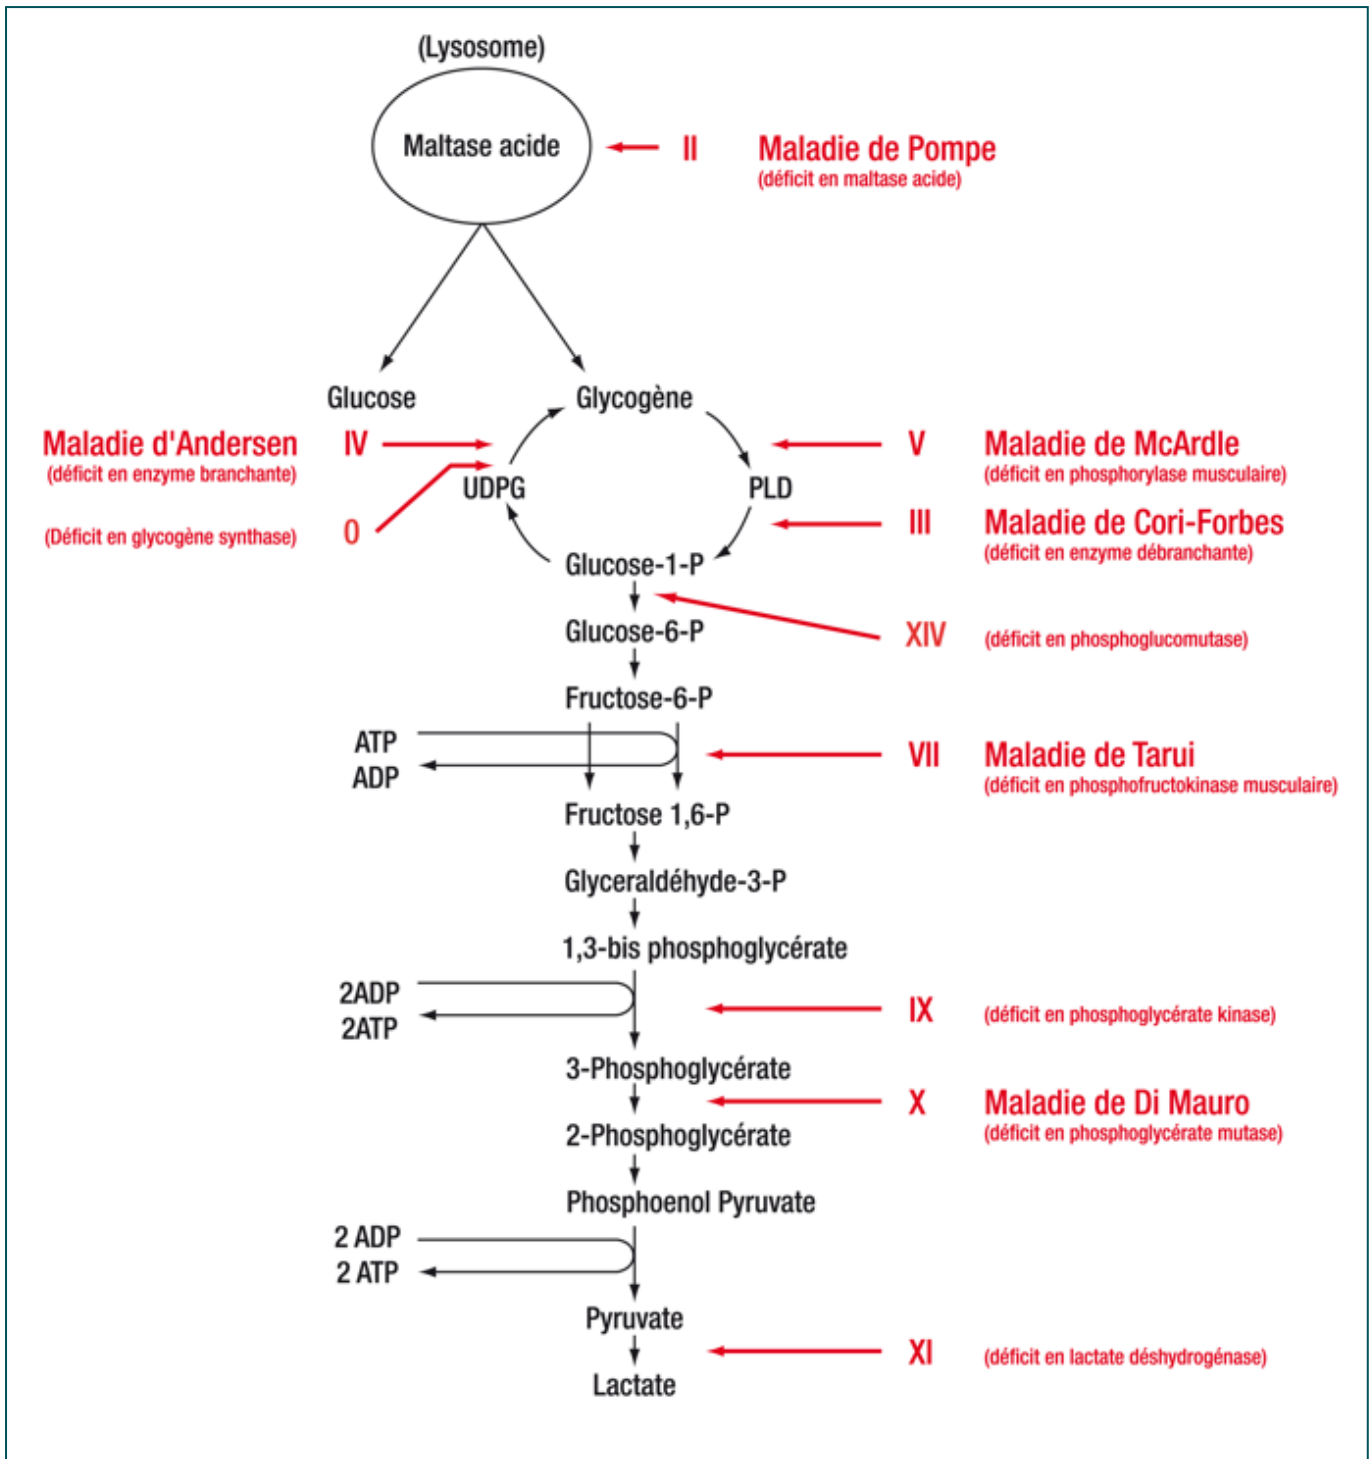 (Lysosome)
Maltase acide
II Maladie de Pompe
(déficit en maltase acide)
Glucose
Glycogène
Maladie d'Andersen IV
(déficit en enzyme branchante)
V Maladie de McArdle
(déficit en phosphorylase musculaire)
UDPG
PLD
(Déficit en glycogène synthase) 0
III Maladie de Cori-Forbes
(déficit en enzyme débranchante)
Glucose-1-P
Glucose-6-P
XIV (déficit en phosphoglucomutase)
Fructose-6-P
ATP
ADP
VII Maladie de Tarui
(déficit en phosphofructokinase musculaire)
Fructose 1,6-P
Glyceraldéhyde-3-P
1,3-bis phosphoglycérate
2ADP
2ATP
IX (déficit en phosphoglycérate kinase)
3-Phosphoglycérate
X Maladie de Di Mauro
(déficit en phosphoglycérate mutase)
2-Phosphoglycérate
Phosphoenol Pyruvate
2 ADP
2 ATP
Pyruvate
XI (déficit en lactate déshydrogénase)
Lactate